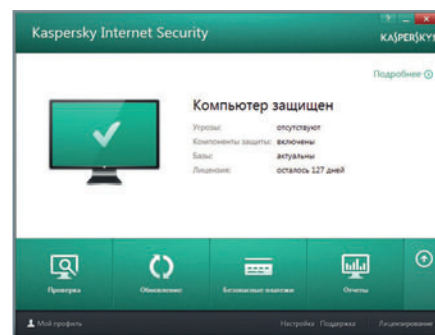 Kaspersky Internet Security
KASPERSKY
Подробнее
Компьютер защищен
Угрозы: отсутствуют
Компоненты защиты: включены
Базы: актуальны
Лицензия: осталось 127 дней
Проверка Обновление Безопасные платежи Отчеты
Мой профиль Настройка Поддержка Лицензирование